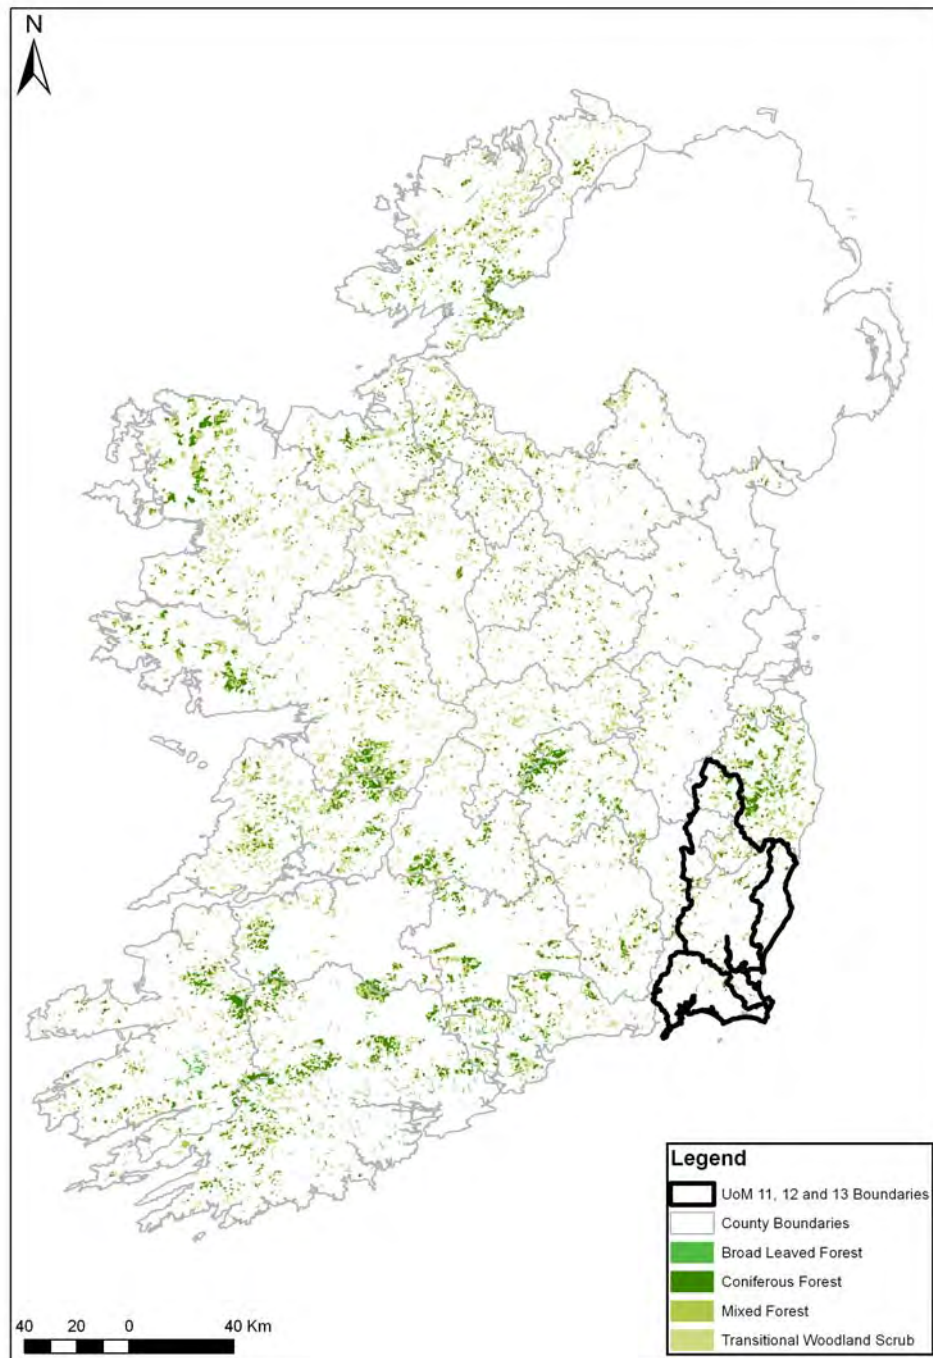 N
Legend
UoM 11, 12 and 13 Boundaries
County Boundaries
Broad Leaved Forest
Coniferous Forest
Mixed Forest
Transitional Woodland Scrub
40 20 0 40 Km